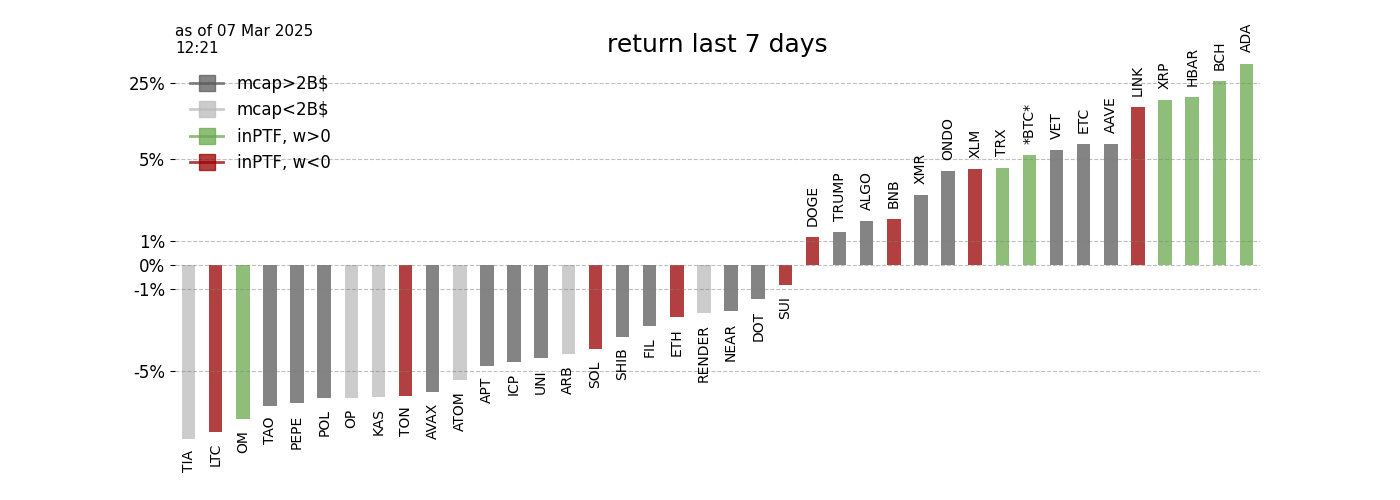 as of 07 Mar 2025
12:21
return last 7 days
mcap>2B$
mcap<2B$
inPTF, w>0
inPTF, w<0
25%
5%
1%
0%
-1%
-5%
TIA
LTC
OM
TAO
PEPE
POL
OP
KAS
TON
AVAX
ATOM
APT
ICP
UNI
ARB
SOL
SHIB
FIL
ETH
RENDER
NEAR
DOT
SUI
DOGE
TRUMP
ALGO
BNB
XMR
ONDO
XLM
TRX
*BTC*
VET
ETC
AAVE
LINK
XRP
HBAR
BCH
ADA